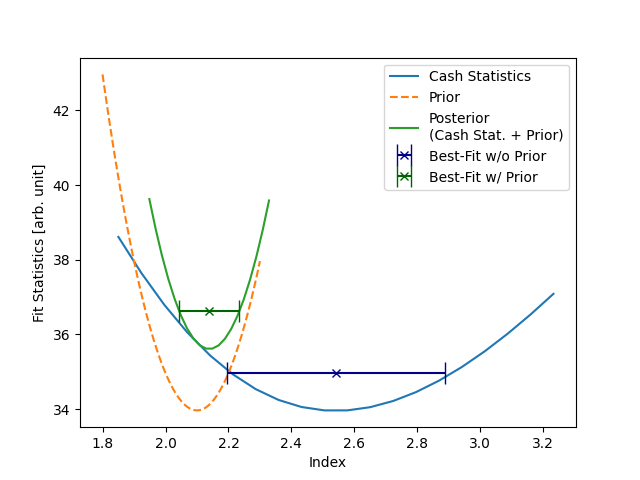 Cash Statistics
Prior
Posterior
(Cash Stat. + Prior)
Best-Fit w/o Prior
Best-Fit w/ Prior
Fit Statistics [arb. unit]
42
40
38
36
34
1.8 2.0 2.2 2.4 2.6 2.8 3.0 3.2
Index